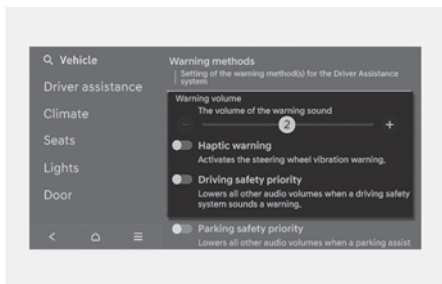 Vehicle
Driver assistance
Climate
Seats
Lights
Door
Warning methods
Setting of the warning method(s) for the Driver Assistance
system
Warning volume
The volume of the warning sound
2
Haptic warning
Activates the steering wheel vibration warning.
Driving safety priority
Lowers all other audio volumes when a driving safety
system sounds a warning.
Parking safety priority
Lowers all other audio volumes when a parking assist